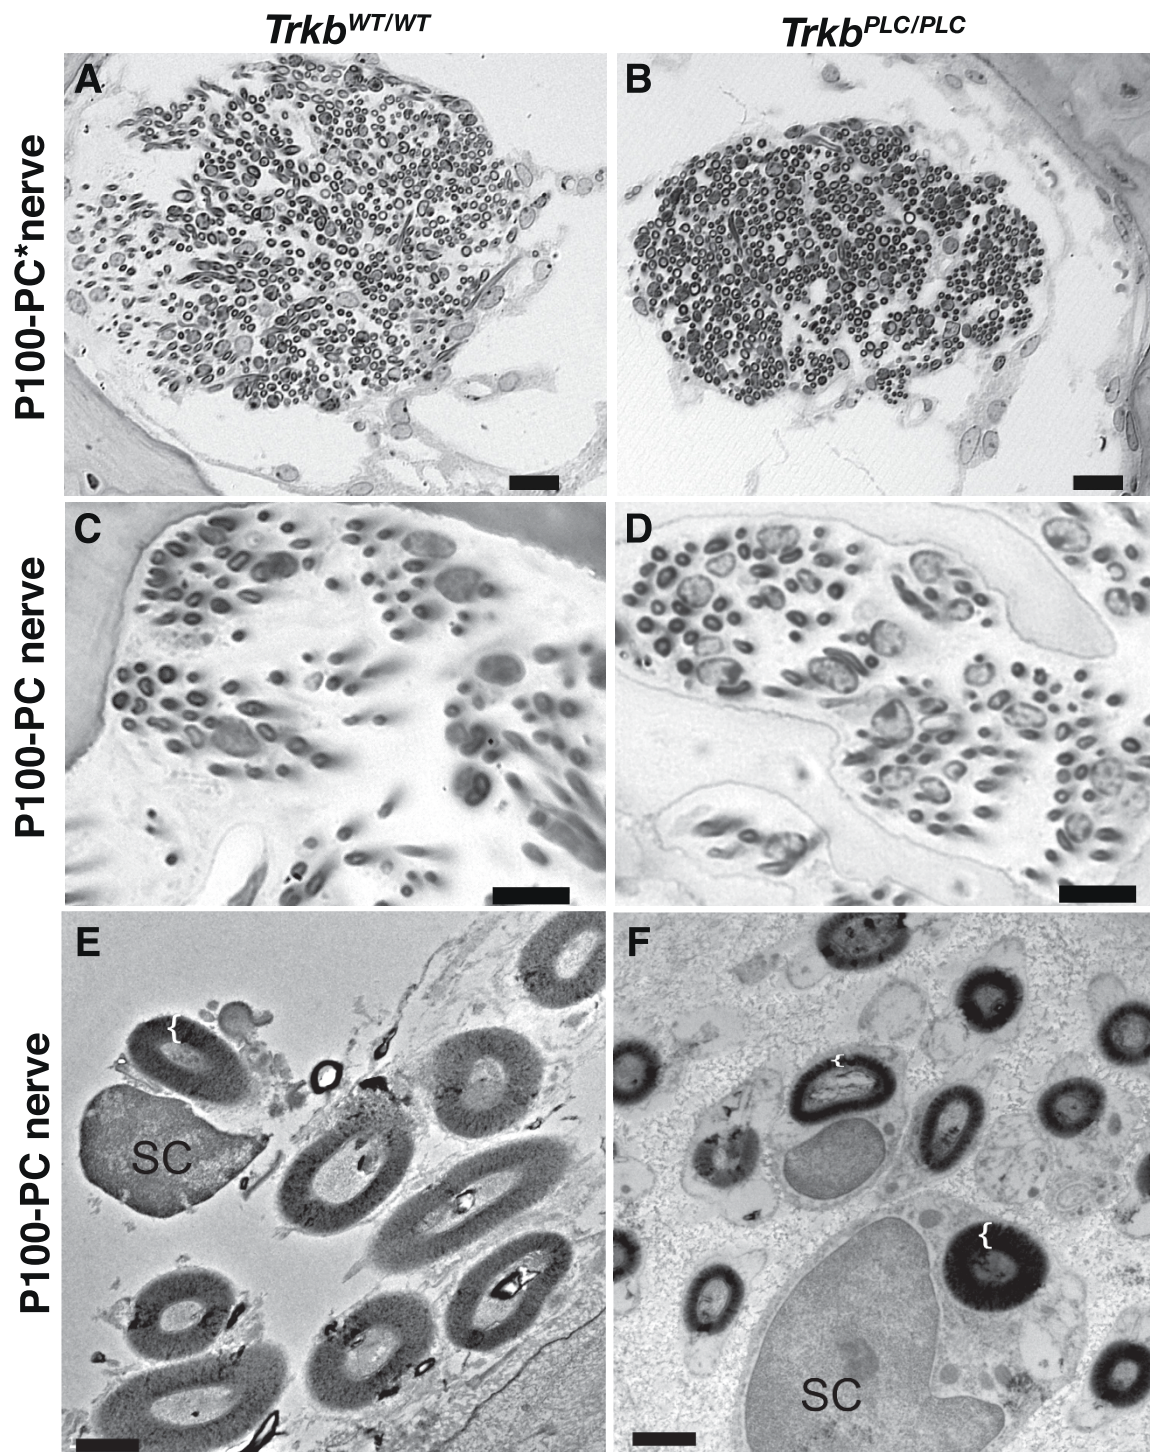 Trkb^WT/WT Trkb^PLC/PLC
P100-PC*nerve
A
B
P100-PC nerve
C
D
P100-PC nerve
E
F
{
{
SC
{
SC